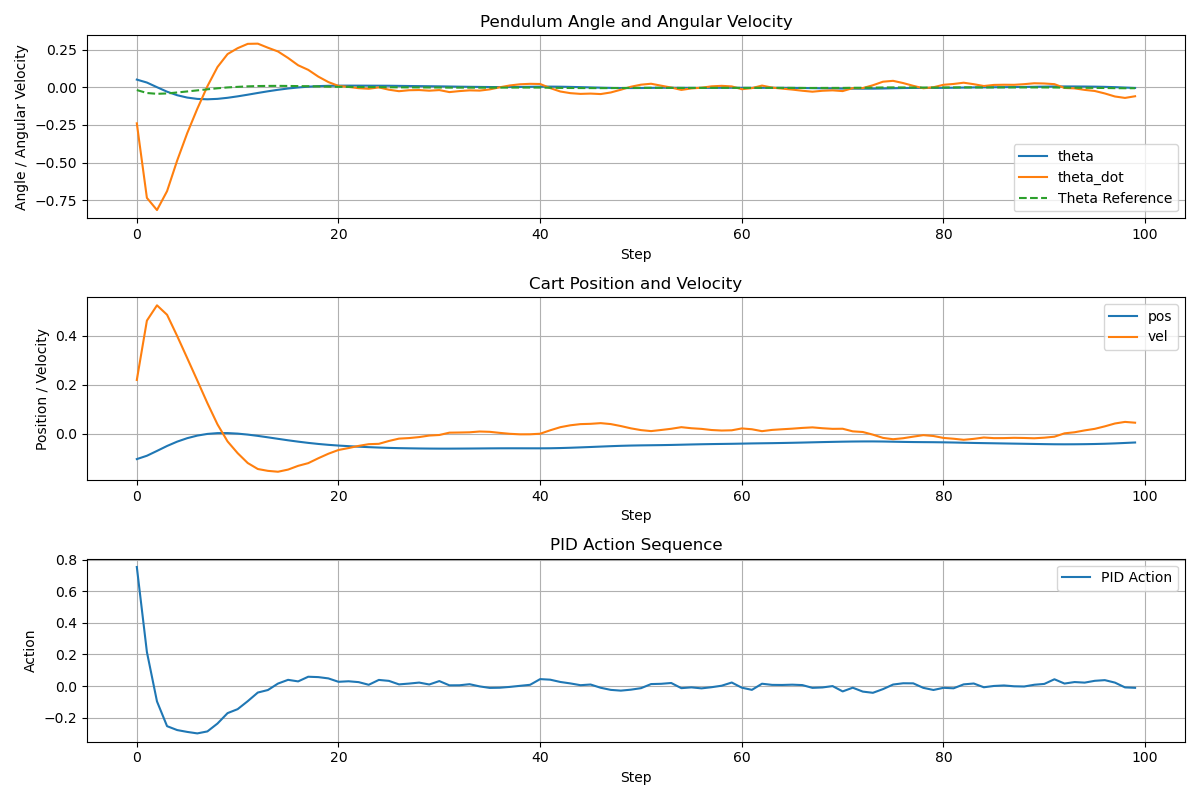 Pendulum Angle and Angular Velocity
Angle / Angular Velocity
0.25
0.00
−0.25
−0.50
−0.75
theta
theta_dot
Theta Reference
0 20 40 60 80 100
Step
Cart Position and Velocity
Position / Velocity
0.4
0.2
0.0
pos
vel
0 20 40 60 80 100
Step
PID Action Sequence
Action
0.8
0.6
0.4
0.2
0.0
−0.2
PID Action
0 20 40 60 80 100
Step